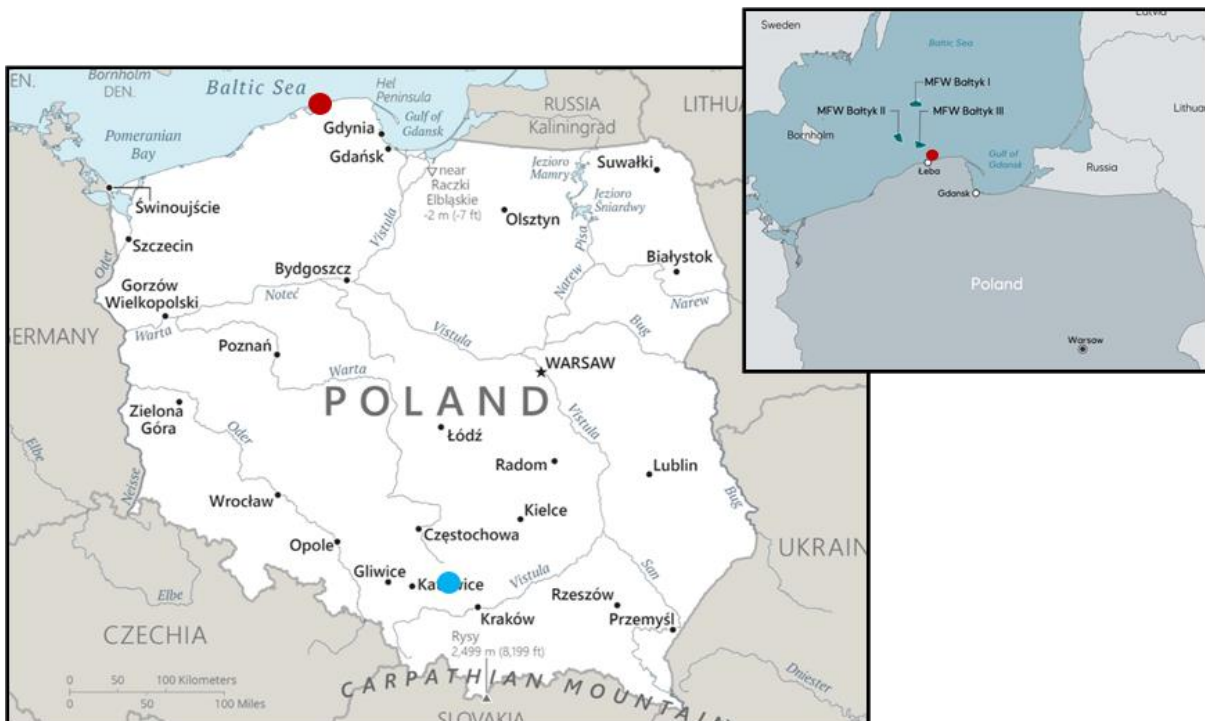 EN.
Bornholm
DEN.
Baltic Sea
Hel
Peninsula
Gulf of
Gdansk
RUSSIA
Kaliningrad
LITHUA
Pomeranian
Bay
Gdynia
Gdańsk
near
Raczki
Elbląskie
-2 m (-7 ft)
Jezioro
Mamry
Suwałki
Jezioro
Śniardwy
Świnoujście
Olsztyn
Szczecin
Oder
Vistula
Pisa
Białystok
Bydgoszcz
Gorzów
Wielkopolski
Noteć
Narew
Narew
GERMANY
Warta
Vistula
Bug
Poznań
WARSAW
Warta
POLAND
Zielona
Góra
Łódź
Vistula
Oder
Elbe
Radom
Lublin
Neisse
Wrocław
Kielce
Bug
Częstochowa
Opole
UKRAIN
Gliwice
Vistula
San
Rzeszów
Kraków
Przemyśl
Elbe
CZECHIA
Rysy
2,499 m (8,199 ft)
Dniester
0 50 100 Kilometers
0 50 100 Miles
CARPATHIAN MOUNTAIN
SLOVAKIA
Sweden
Latvia
Baltic Sea
MFW Bałtyk I
MFW Bałtyk II
MFW Bałtyk III
Lithuan
Bornholm
Gulf of
Gdańsk
Russia
Łeba
Gdansk
Poland
Warsaw